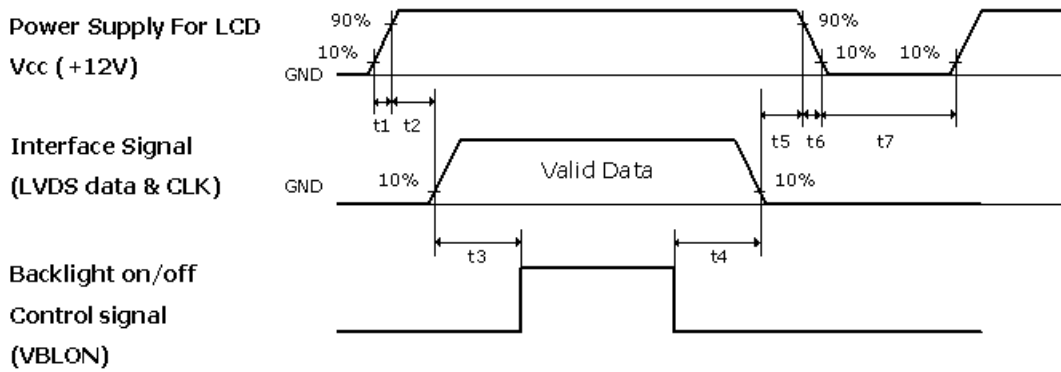 Power Supply For LCD
Vcc (+12V)
90%
10%
GND
90%
10%
10%
t1
t2
t5
t6
t7
Interface Signal
(LVDS data & CLK)
GND
10%
Valid Data
10%
t3
t4
Backlight on/off
Control signal
(VBLON)